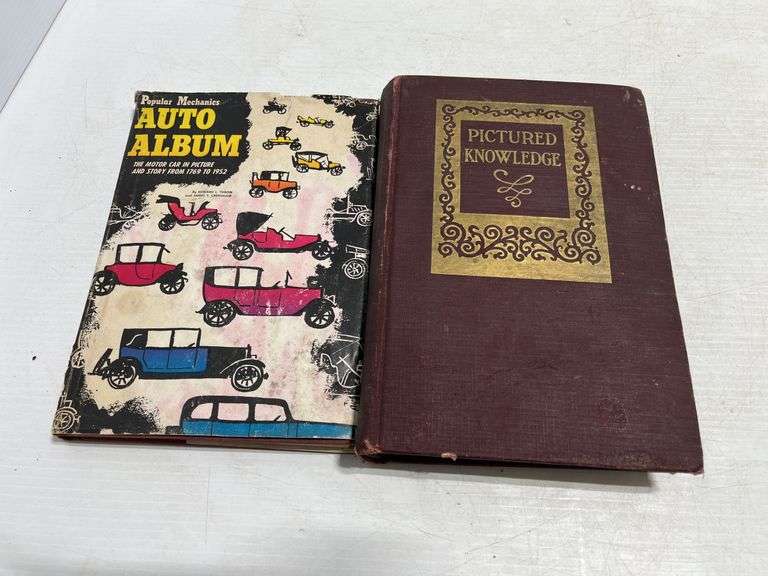 Popular Mechanics
AUTO
ALBUM
THE MOTOR CAR IN PICTURE
AND STORY FROM 1769 TO 1952
PICTURED
KNOWLEDGE